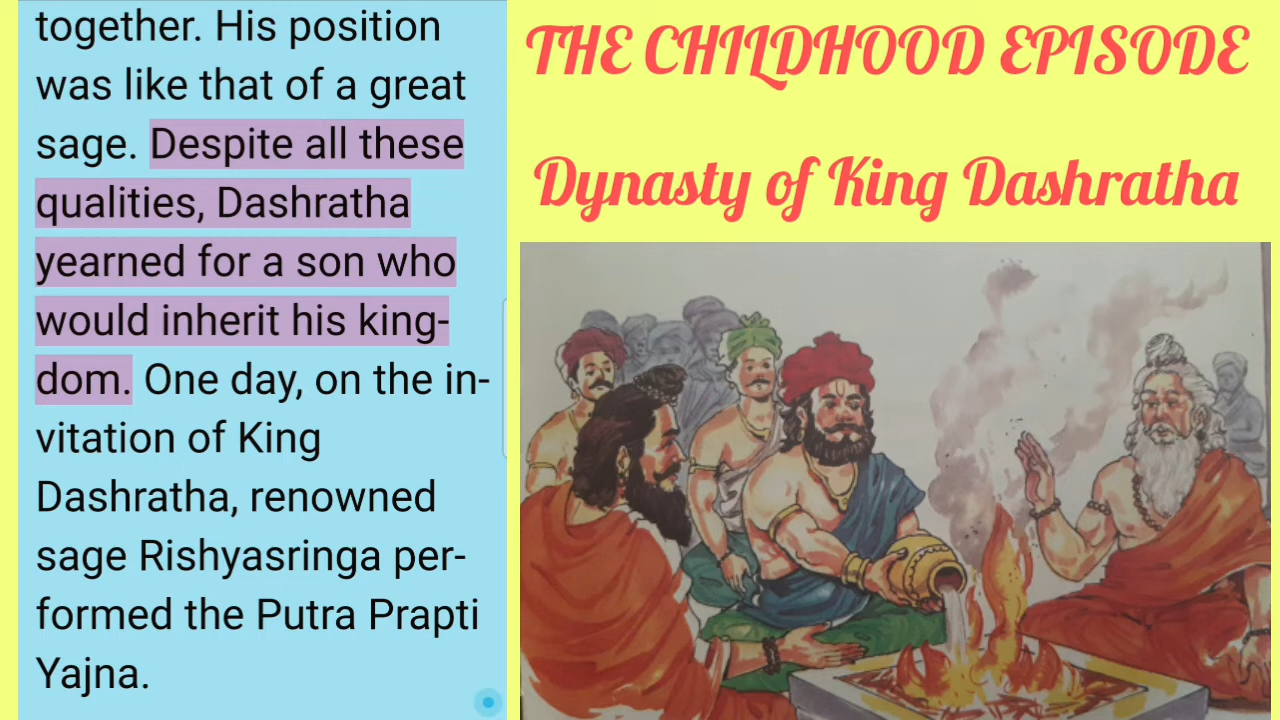 together. His position
was like that of a great
sage. Despite all these
qualities, Dashratha
yearned for a son who
would inherit his king-
dom. One day, on the in-
vitation of King
Dashratha, renowned
sage Rishyasringa per-
formed the Putra Prapti
Yajna.
THE CHILDHOOD EPISODE
Dynasty of King Dashratha